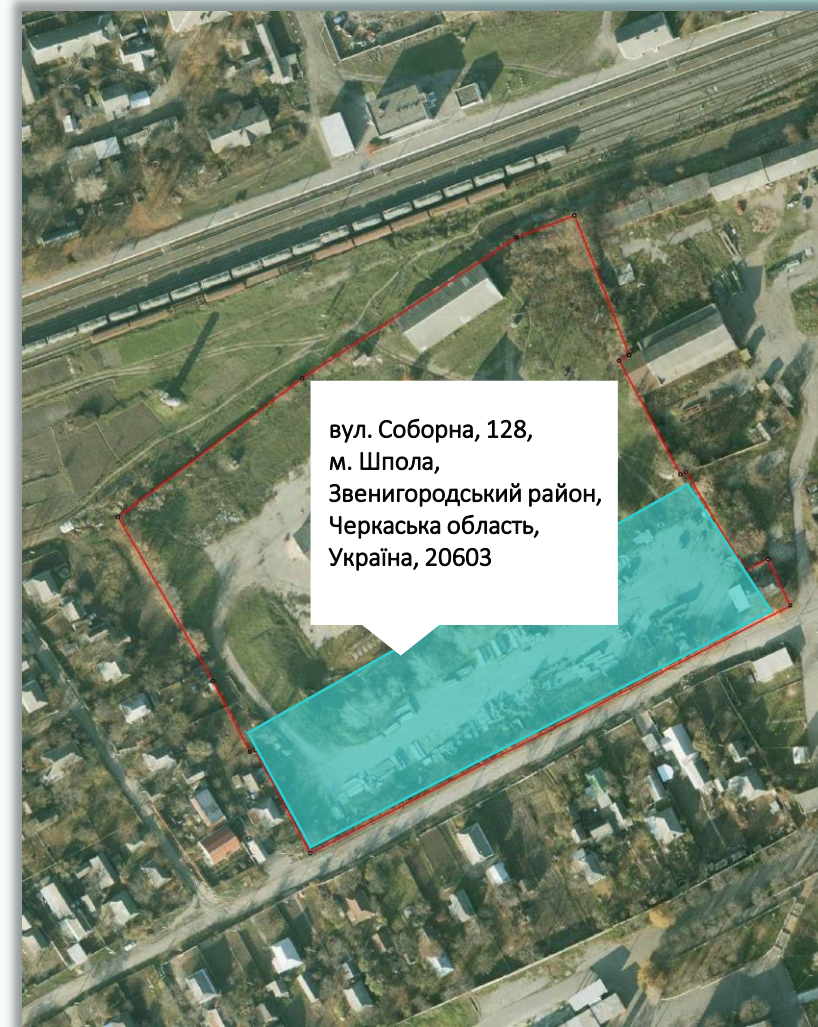 вул. Соборна, 128,
м. Шпола,
Звенигородський район,
Черкаська область,
Україна, 20603